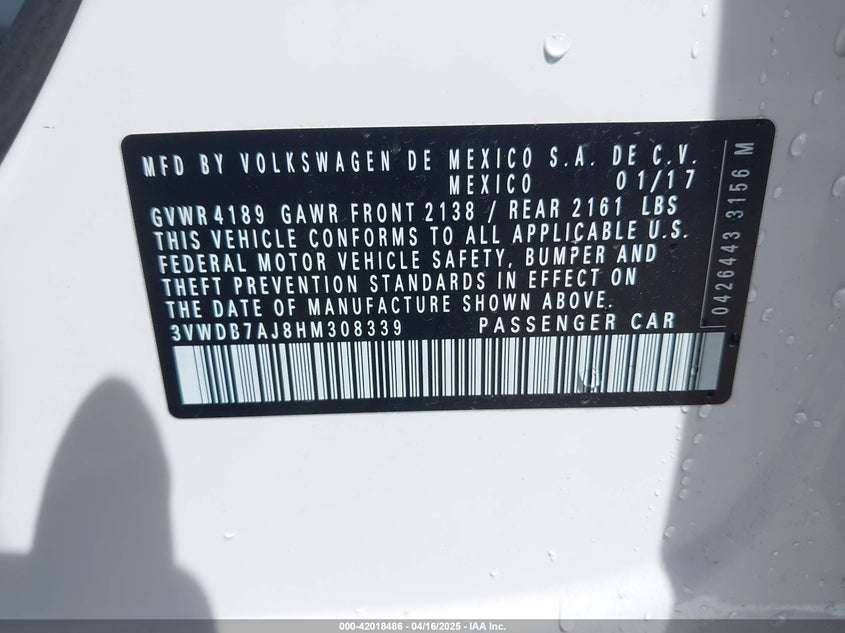 MFD BY VOLKSWAGEN DE MEXICO S.A. DE C.V.
MEXICO 01/17
GVWR 4189 GAWR FRONT 2138 / REAR 2161 LBS
THIS VEHICLE CONFORMS TO ALL APPLICABLE U.S.
FEDERAL MOTOR VEHICLE SAFETY, BUMPER AND
THEFT PREVENTION STANDARDS IN EFFECT ON
THE DATE OF MANUFACTURE SHOWN ABOVE.
3VWDB7AJ8HM308339 PASSENGER CAR
0426443 3156 M
000-42018486 - 04/16/2025 - IAA Inc.